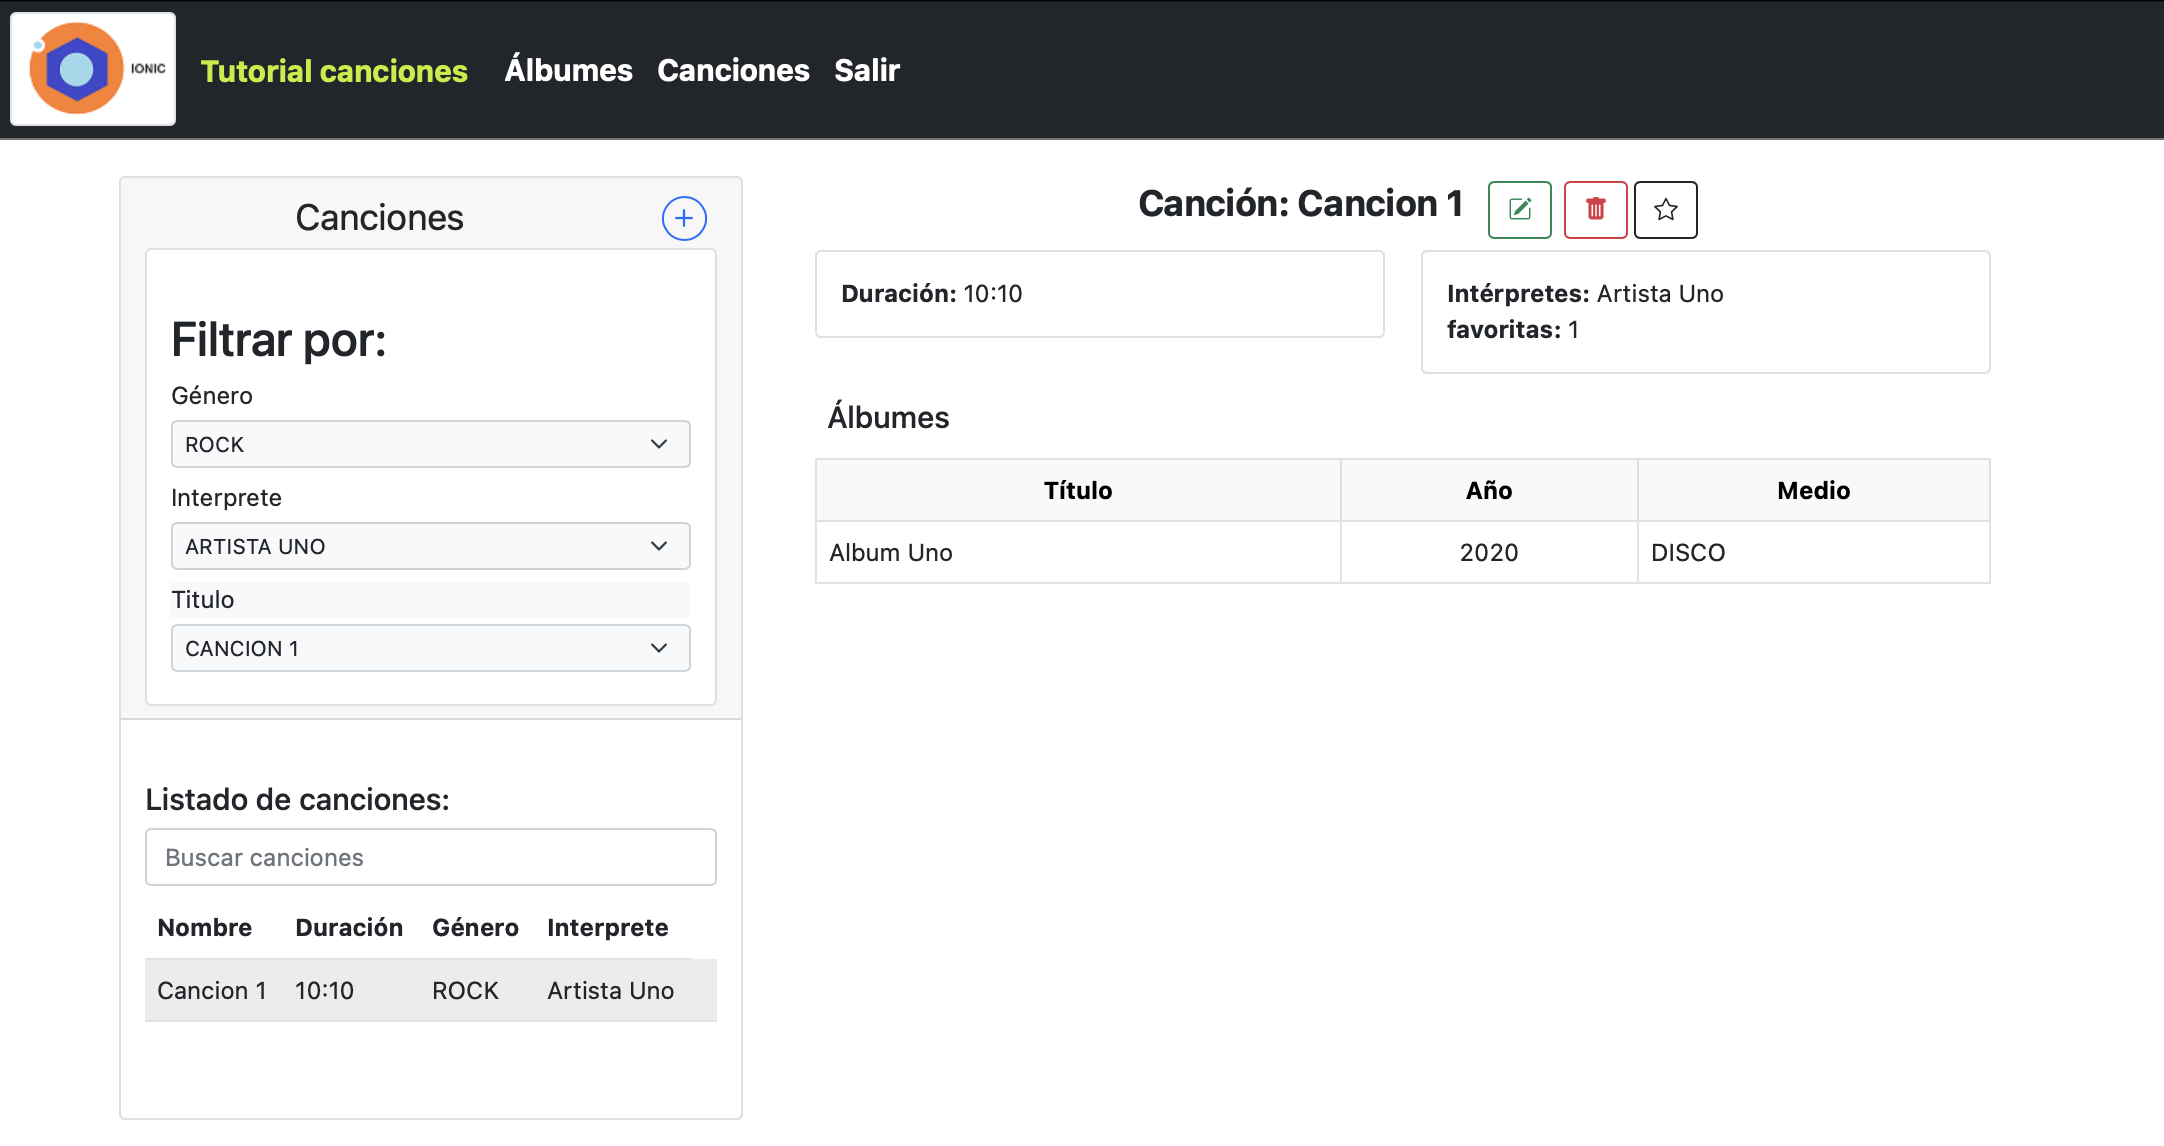 IONIC
Tutorial canciones Álbumes Canciones Salir
Canciones
Filtrar por:
Género
ROCK
Interprete
ARTISTA UNO
Titulo
CANCION 1
Listado de canciones:
Buscar canciones
Nombre Duración Género Interprete
Cancion 1 10:10 ROCK Artista Uno
Canción: Cancion 1
Duración: 10:10
Intérpretes: Artista Uno
favoritas: 1
Álbumes
Título Año Medio
Album Uno 2020 DISCO